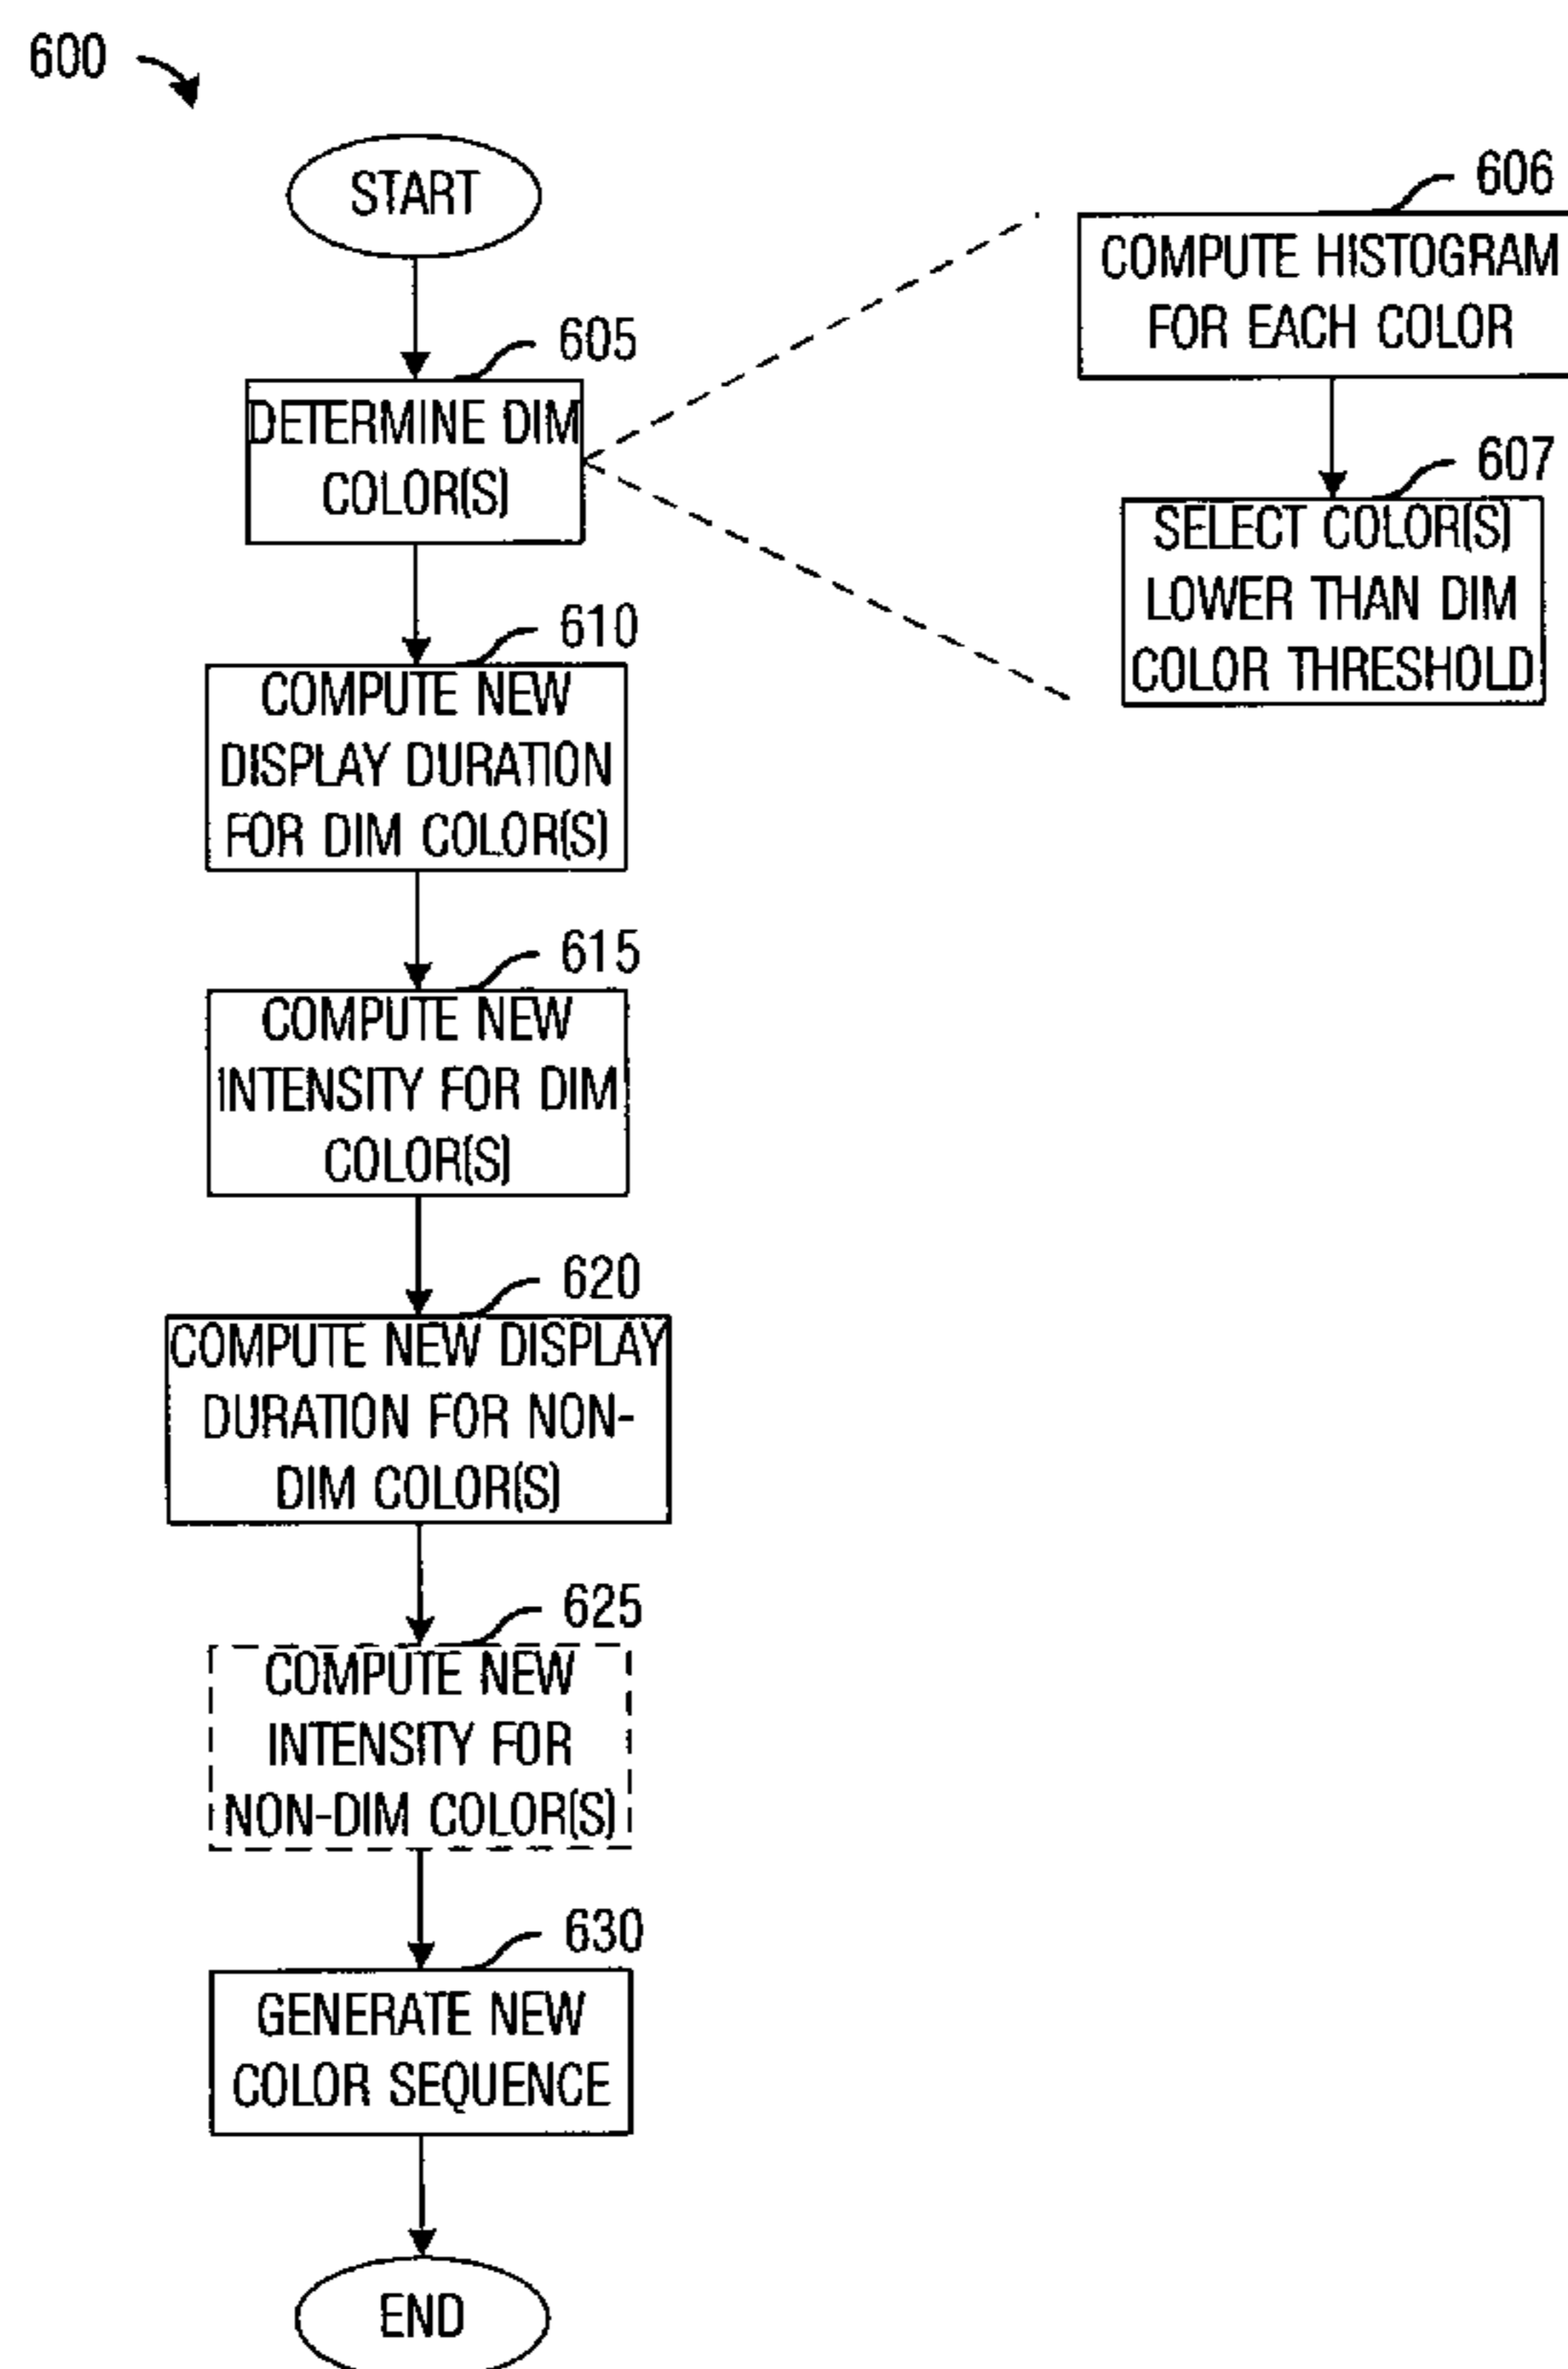 600
START
605
DETERMINE DIM
COLOR(S)
606
COMPUTE HISTOGRAM
FOR EACH COLOR
607
SELECT COLOR(S)
LOWER THAN DIM
COLOR THRESHOLD
610
COMPUTE NEW
DISPLAY DURATION
FOR DIM COLOR(S)
615
COMPUTE NEW
INTENSITY FOR DIM
COLOR(S)
620
COMPUTE NEW DISPLAY
DURATION FOR NON-
DIM COLOR(S)
625
COMPUTE NEW
INTENSITY FOR
NON-DIM COLOR(S)
630
GENERATE NEW
COLOR SEQUENCE
END